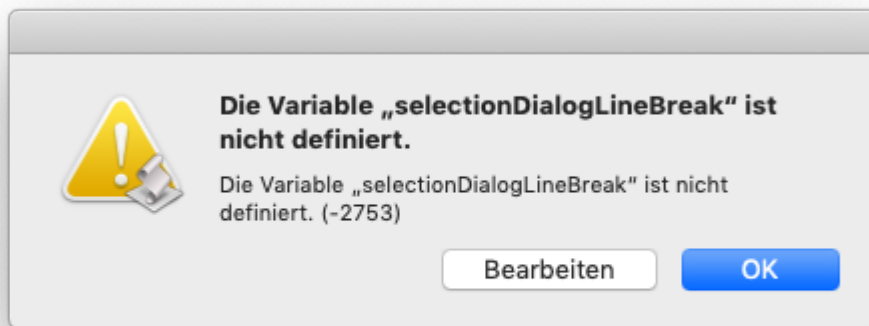 Die Variable „selectionDialogLineBreak“ ist
nicht definiert.
Die Variable „selectionDialogLineBreak“ ist nicht
definiert. (-2753)
Bearbeiten
OK